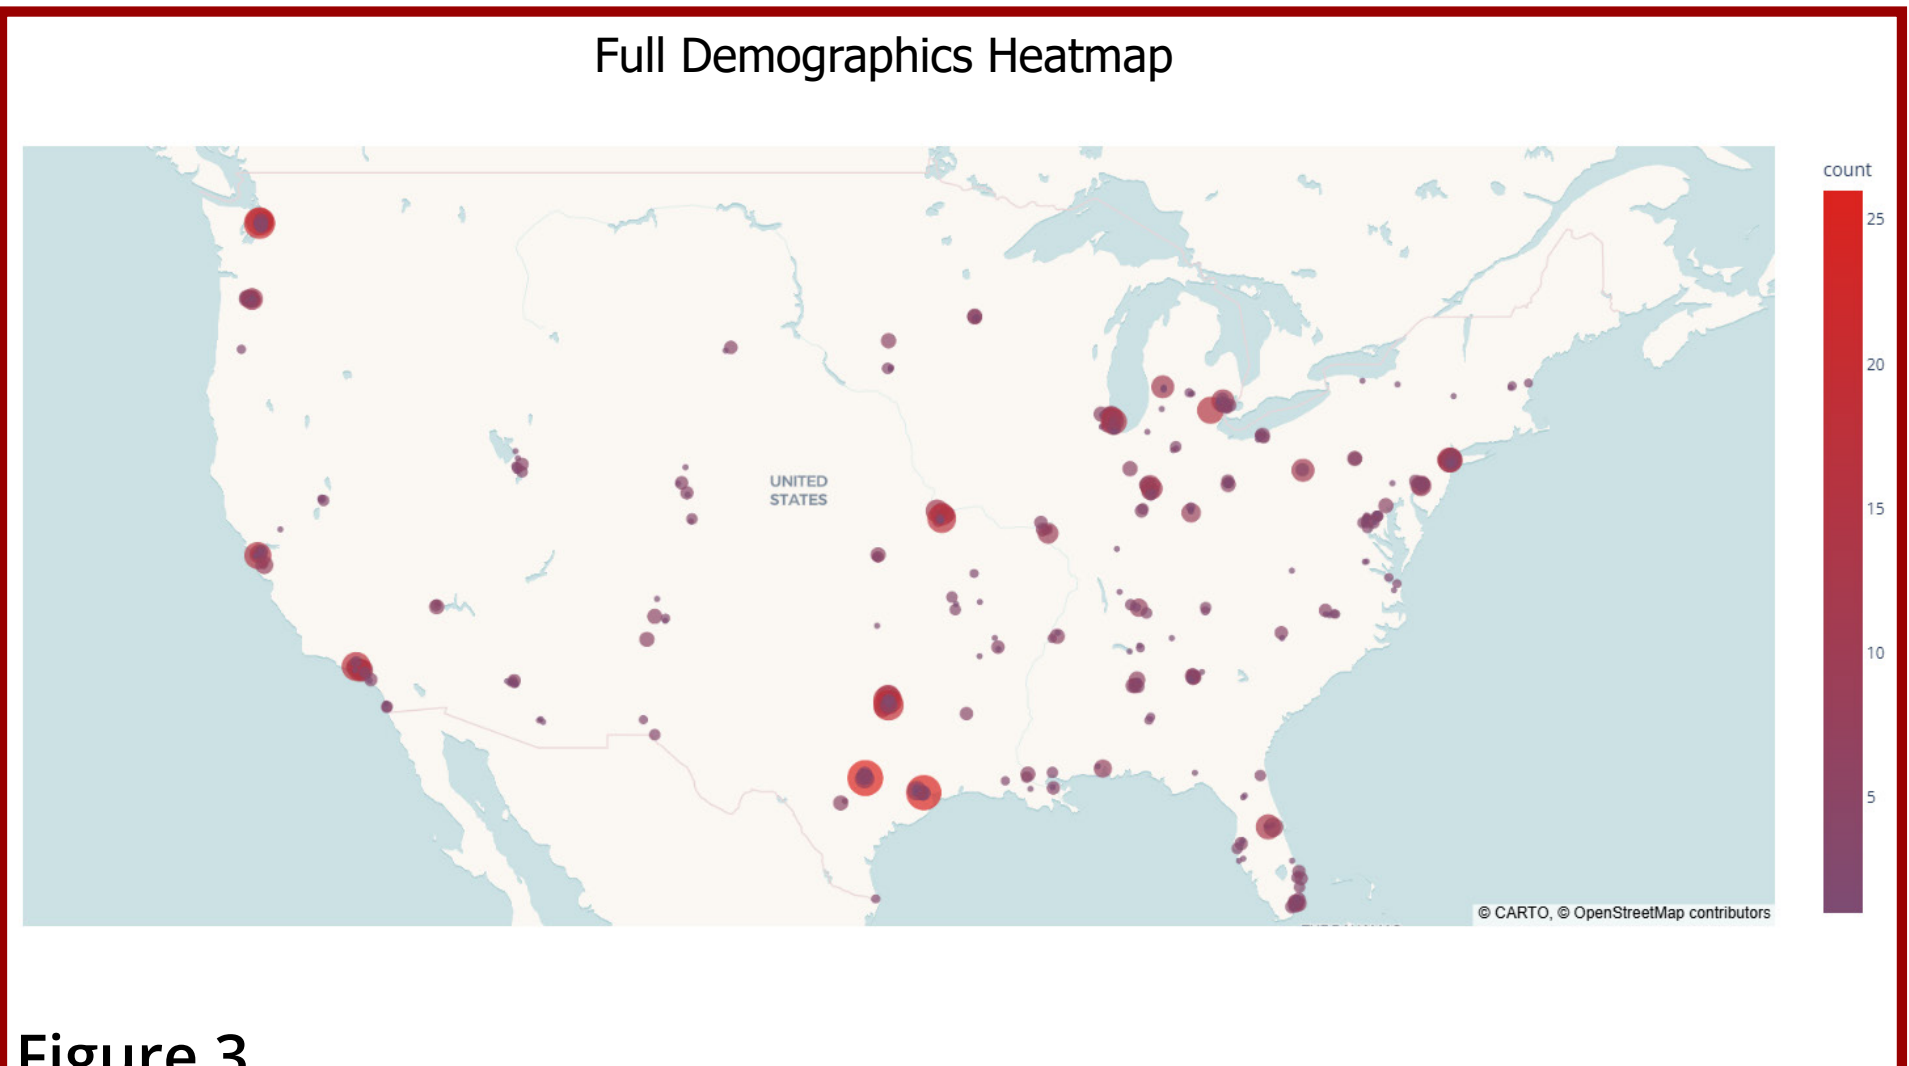 Full Demographics Heatmap
count
25
20
15
10
5
UNITED
STATES
© CARTO, © OpenStreetMap contributors
Figure 3